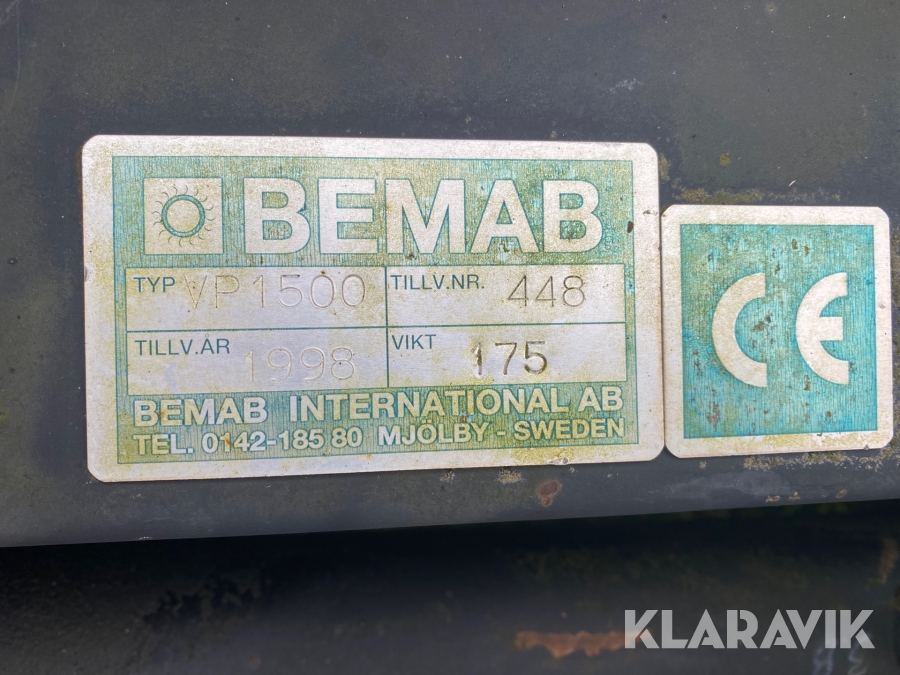 BEMAB
TYP VP1500 TILLV.NR. 448
TILLV.ÅR 1998 VIKT 175
BEMAB INTERNATIONAL AB
TEL. 0142-185 80 MJÖLBY - SWEDEN
CE
KLARAVIK